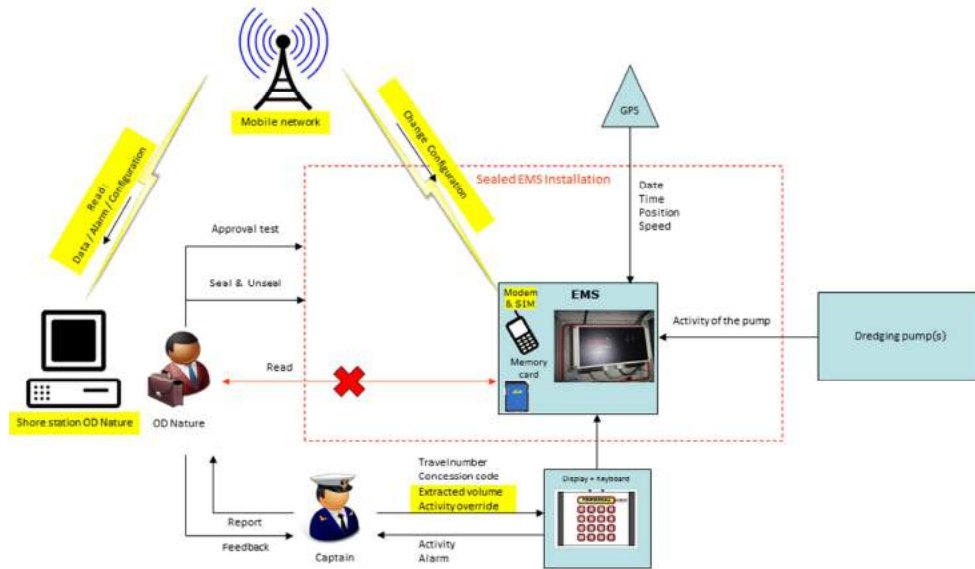 Mobile network
GPS
Read:
Data / Alarm / Configuration
Change Configuration
Sealed EMS Installation
Date
Time
Position
Speed
Approval test
Seal & Unseal
Modem
& SIM
EMS
Memory
card
Activity of the pump
Dredging pump(s)
Read
Shore station OD Nature
OD Nature
Travel number
Concession code
Extracted volume
Activity override
Display + Keyboard
Report
Feedback
Captain
Activity
Alarm